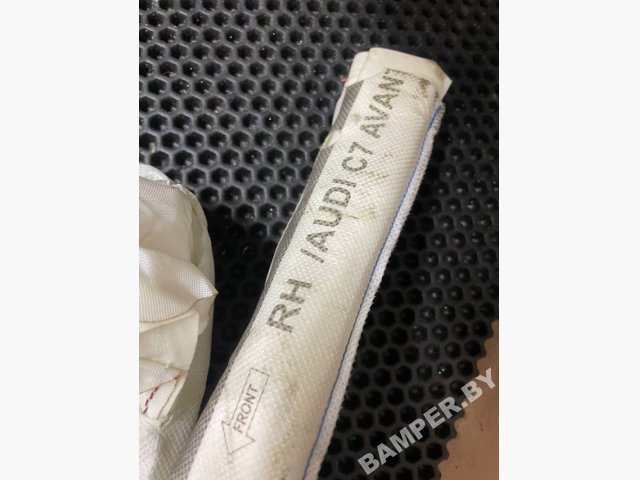 RH /AUDI C7 AVANT
FRONT
BAMPER.BY